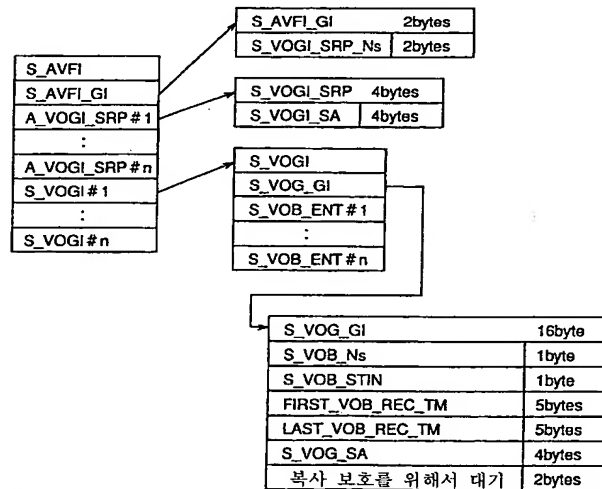 S_AVFI_GI 2bytes
S_VOGI_SRP_Ns 2bytes
S_AVFI
S_AVFI_GI
A_VOGI_SRP#1
:
A_VOGI_SRP#n
S_VOGI#1
:
S_VOGI#n
S_VOGI_SRP 4bytes
S_VOGI_SA 4bytes
S_VOGI
S_VOG_GI
S_VOB_ENT#1
:
S_VOB_ENT#n
S_VOG_GI 16byte
S_VOB_Ns 1byte
S_VOB_STIN 1byte
FIRST_VOB_REC_TM 5bytes
LAST_VOB_REC_TM 5bytes
S_VOG_SA 4bytes
복사 보호를 위해서 대기 2bytes